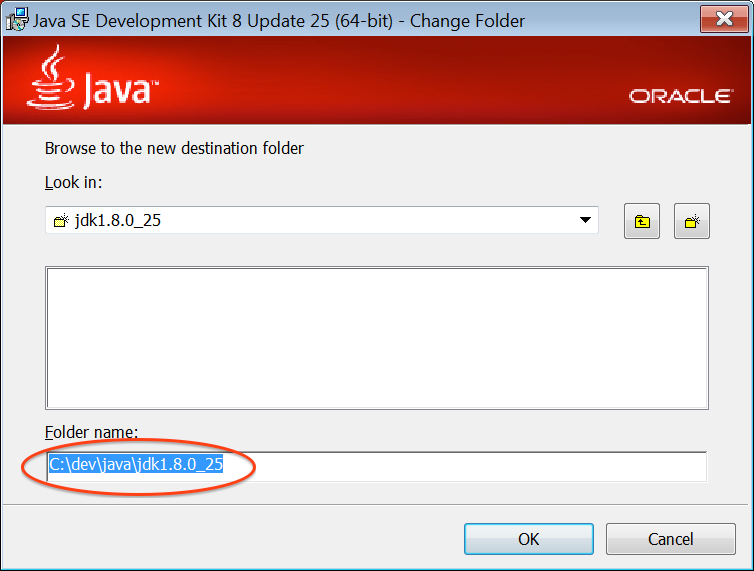 Java SE Development Kit 8 Update 25 (64-bit) - Change Folder
Java™
ORACLE®
Browse to the new destination folder
Look in:
jdk1.8.0_25
Folder name:
C:\dev\java\jdk1.8.0_25
OK Cancel